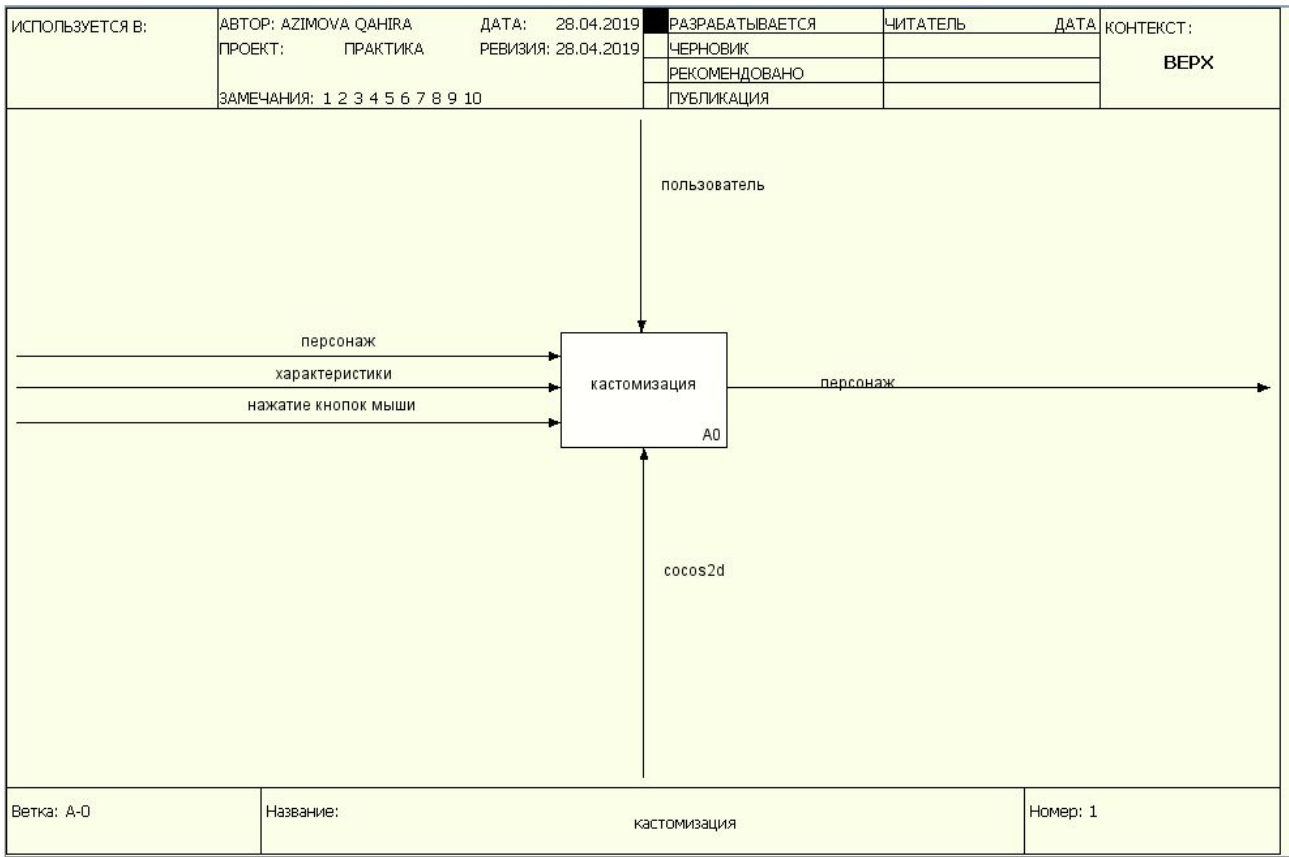 ИСПОЛЬЗУЕТСЯ В:
АВТОР: AZIMOVA QAHIRA ДАТА: 28.04.2019
ПРОЕКТ: ПРАКТИКА РЕВИЗИЯ: 28.04.2019
ЗАМЕЧАНИЯ: 1 2 3 4 5 6 7 8 9 10
РАЗРАБАТЫВАЕТСЯ
ЧЕРНОВИК
РЕКОМЕНДОВАНО
ПУБЛИКАЦИЯ
ЧИТАТЕЛЬ ДАТА
КОНТЕКСТ:
ВЕРХ
пользователь
персонаж
характеристики
нажатие кнопок мыши
кастомизация
A0
персонаж
cocos2d
Ветка: A-0
Название:
кастомизация
Номер: 1